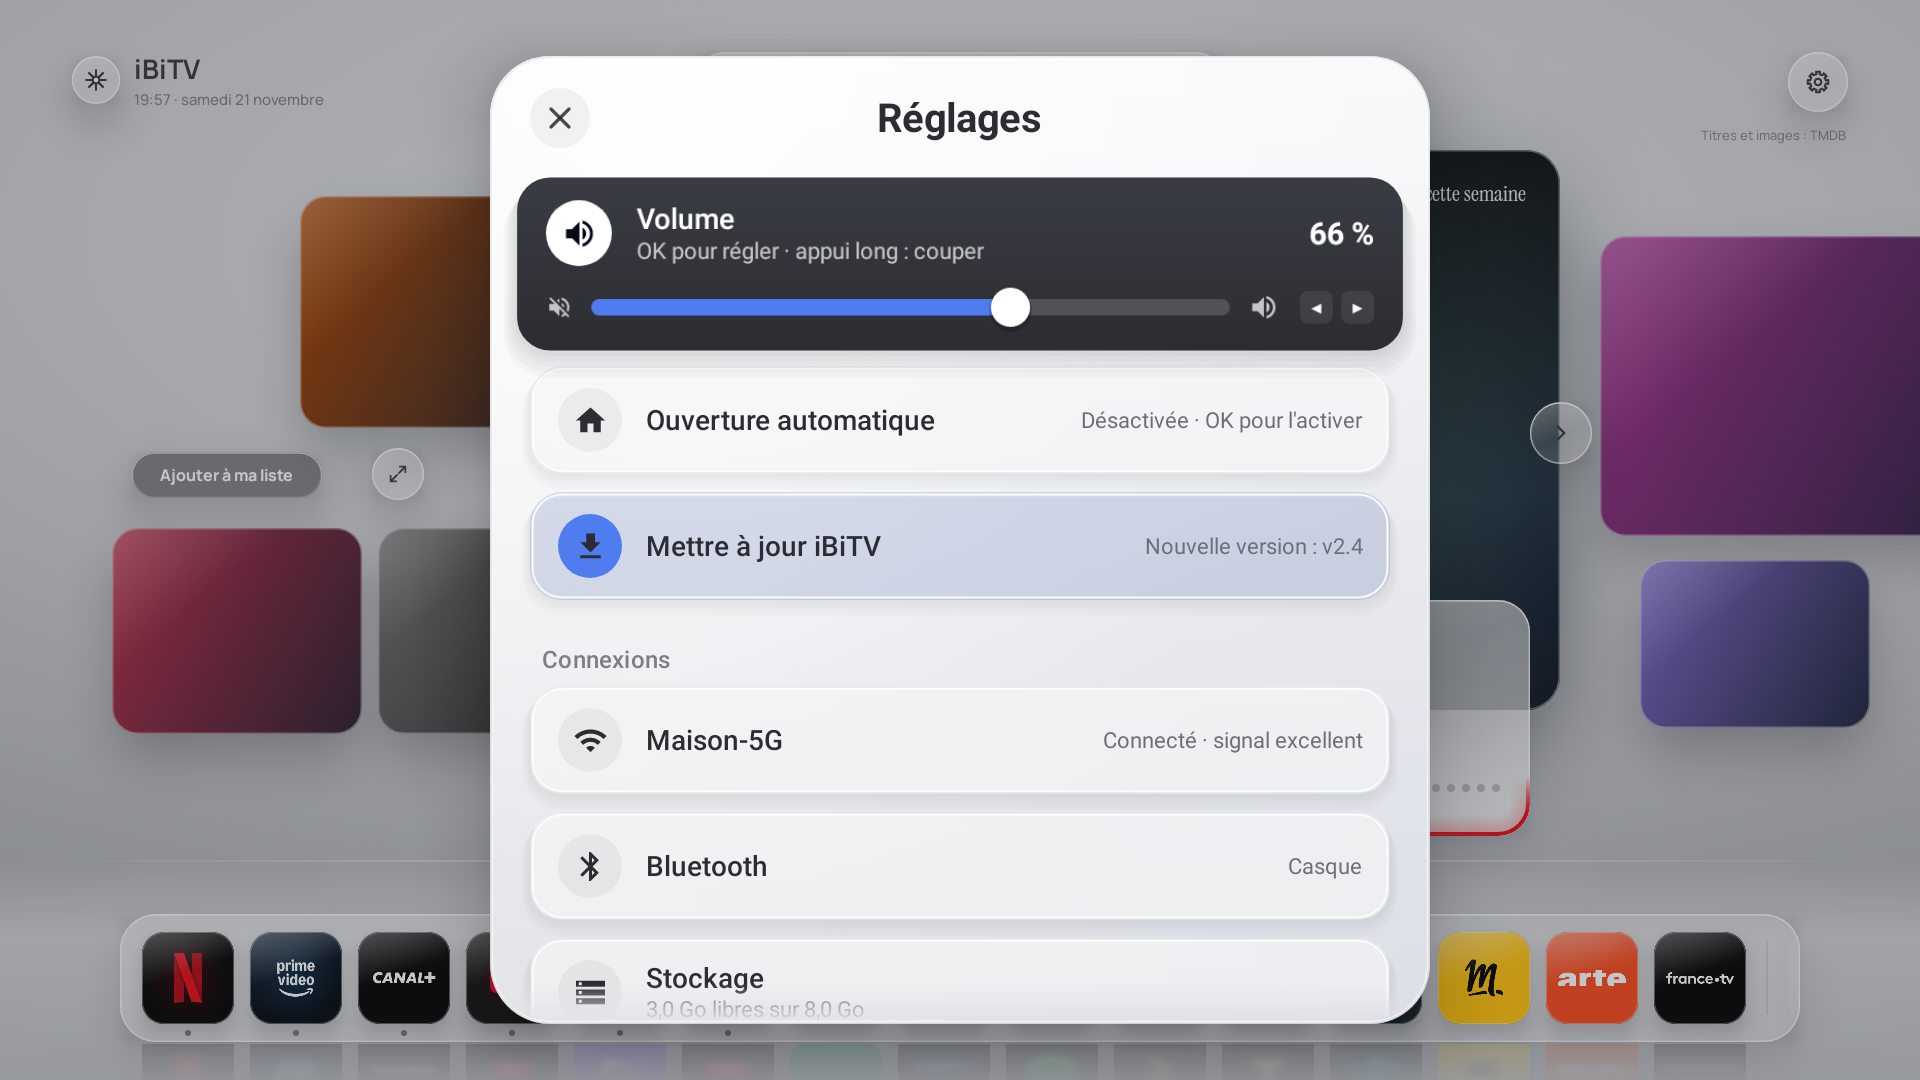 iBiTV
19:57 · samedi 21 novembre
Titres et images : TMDB
Réglages
Volume
OK pour régler · appui long : couper
66 %
cette semaine
Ouverture automatique
Désactivée · OK pour l'activer
Ajouter à ma liste
Mettre à jour iBiTV
Nouvelle version : v2.4
Connexions
Maison-5G
Connecté · signal excellent
Bluetooth
Casque
Stockage
3,0 Go libres sur 8,0 Go
N
prime
video
CANAL+
M.
arte
france•tv